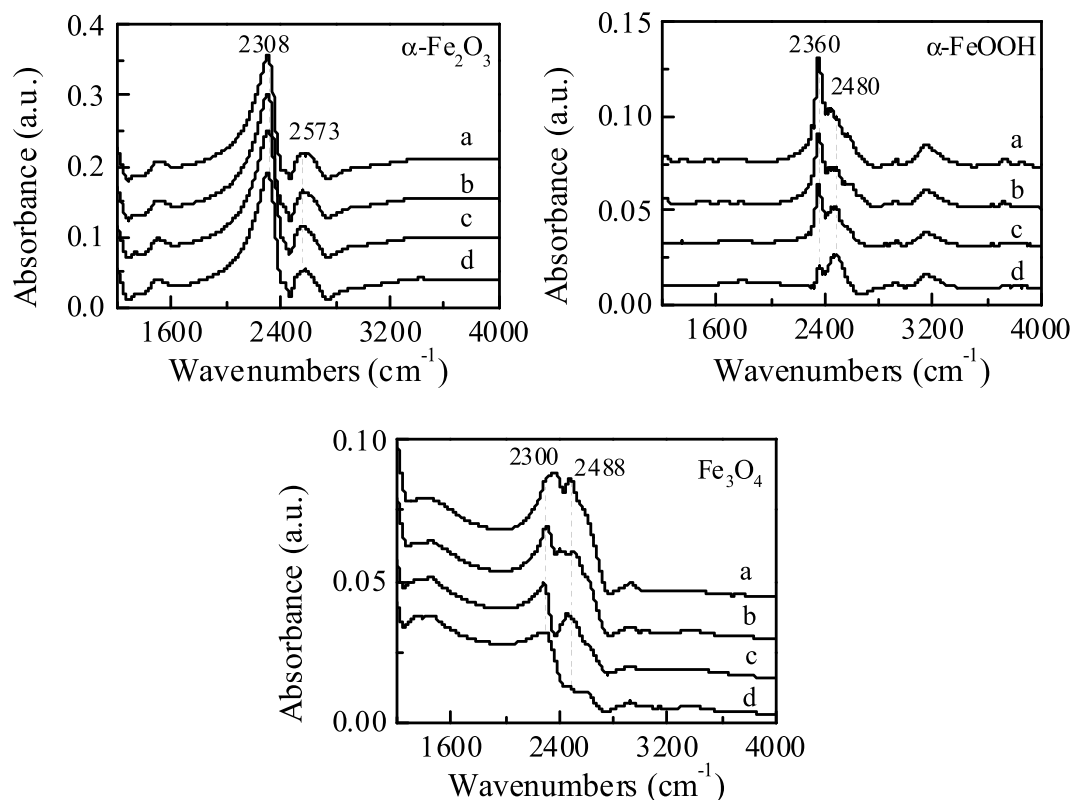 α-Fe₂O₃
2308
2573
a
b
c
d
0.4
0.3
0.2
0.1
0.0
1600 2400 3200 4000
Wavenumbers (cm⁻¹)
Absorbance (a.u.)
α-FeOOH
2360
2480
a
b
c
d
0.15
0.10
0.05
0.00
1600 2400 3200 4000
Wavenumbers (cm⁻¹)
Absorbance (a.u.)
Fe₃O₄
2300
2488
a
b
c
d
0.10
0.05
0.00
1600 2400 3200 4000
Wavenumbers (cm⁻¹)
Absorbance (a.u.)